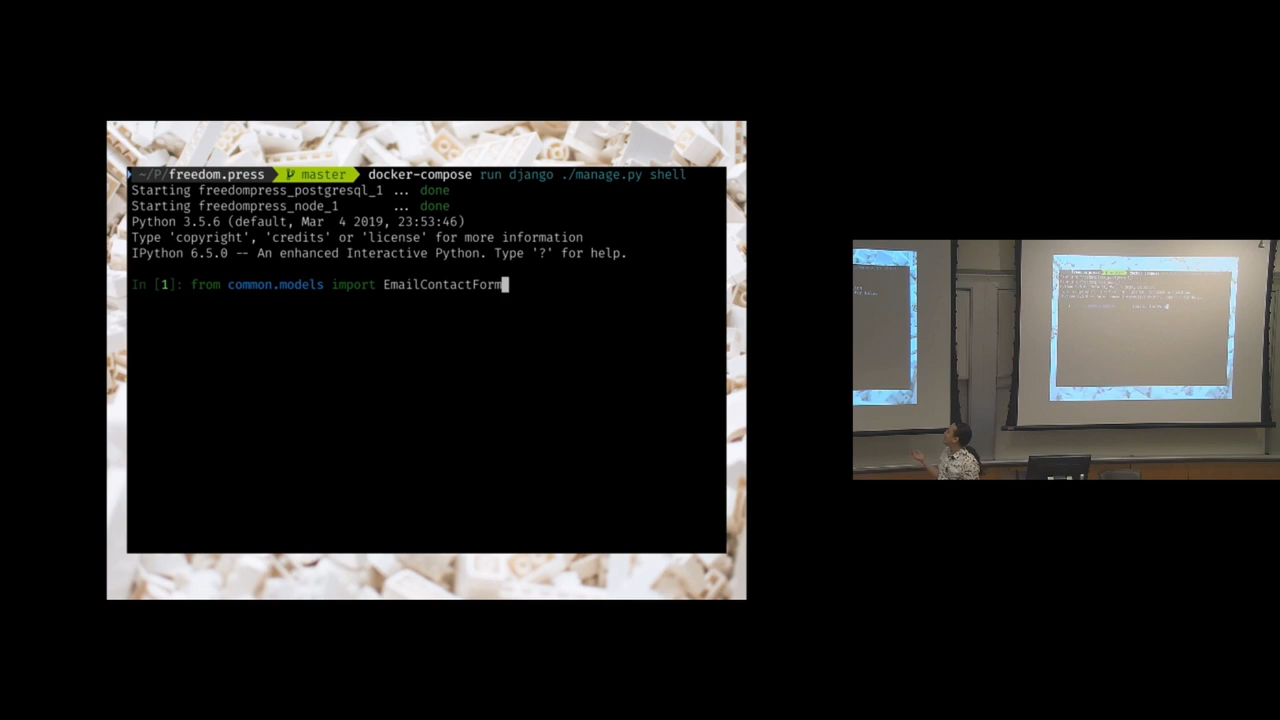 ~/P/freedom.press master docker-compose run django ./manage.py shell
Starting freedompress_postgresql_1 ... done
Starting freedompress_node_1 ... done
Python 3.5.6 (default, Mar 4 2019, 23:53:46)
Type 'copyright', 'credits' or 'license' for more information
IPython 6.5.0 -- An enhanced Interactive Python. Type '?' for help.
In [1]: from common.models import EmailContactForm